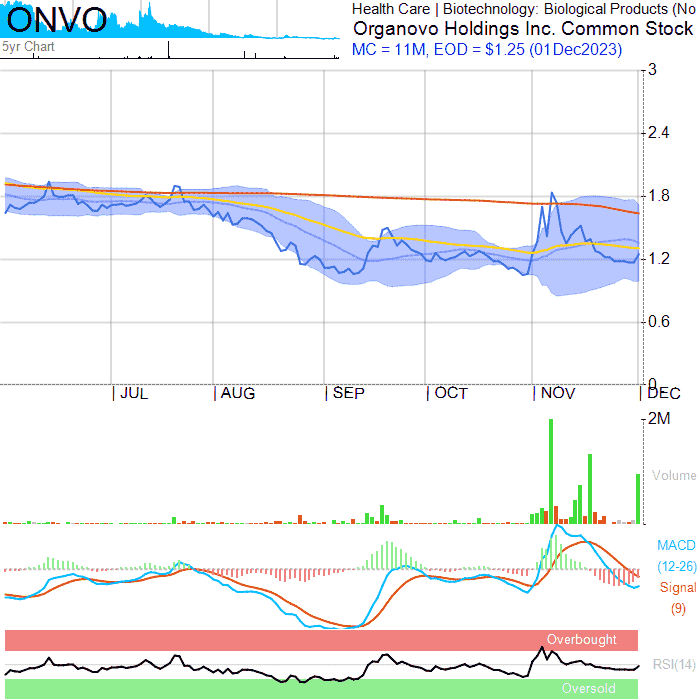 ONVO
Health Care | Biotechnology: Biological Products (No
Organovo Holdings Inc. Common Stock
5yr Chart
MC = 11M, EOD = $1.25 (01Dec2023)
3
2.4
1.8
1.2
0.6
0
JUL AUG SEP OCT NOV DEC
2M
Volume
MACD
(12-26)
Signal
(9)
Overbought
RSI(14)
Oversold